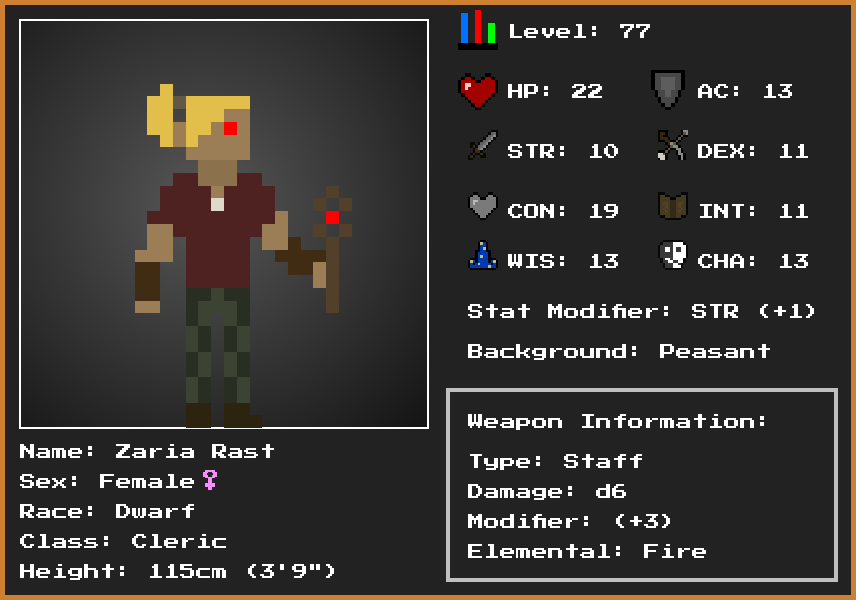 Level: 77
HP: 22 AC: 13
STR: 10 DEX: 11
CON: 19 INT: 11
WIS: 13 CHA: 13
Stat Modifier: STR (+1)
Background: Peasant
Weapon Information:
Type: Staff
Damage: d6
Modifier: (+3)
Elemental: Fire
Name: Zaria Rast
Sex: Female♀
Race: Dwarf
Class: Cleric
Height: 115cm (3'9")